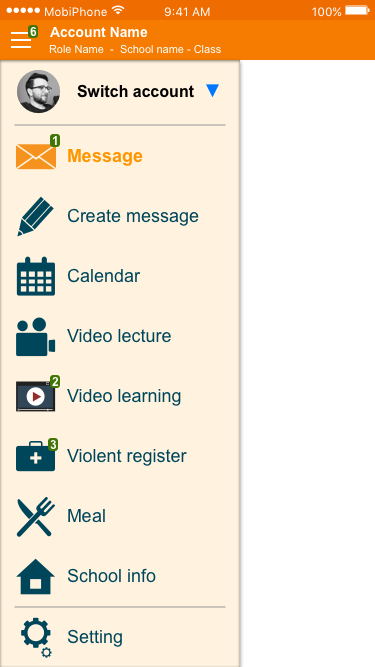 MobiPhone 9:41 AM 100%
6 Account Name
Role Name - School name - Class
Switch account
1
Message
Create message
Calendar
Video lecture
2
Video learning
3
Violent register
Meal
School info
Setting